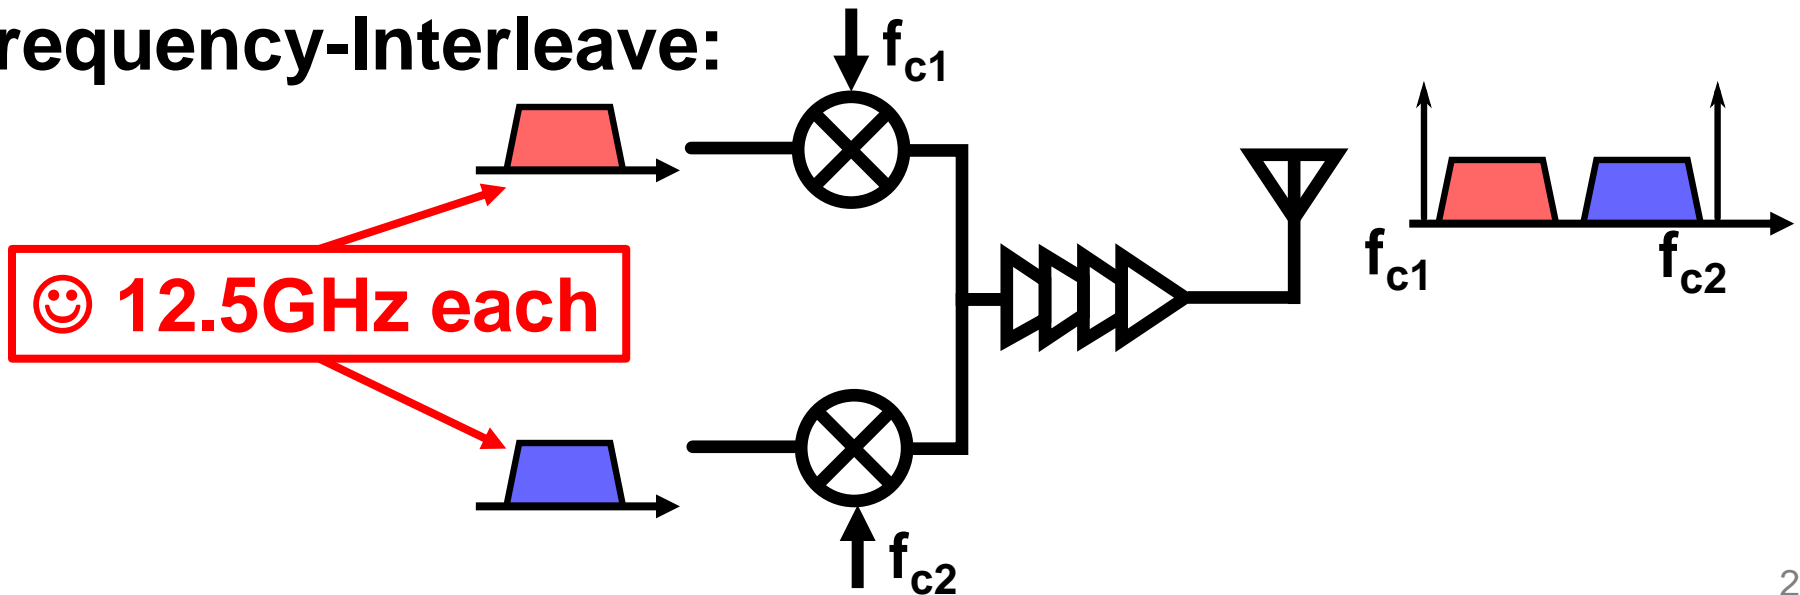 requency-Interleave:
fc1
☺ 12.5GHz each
fc1
fc2
fc2
2